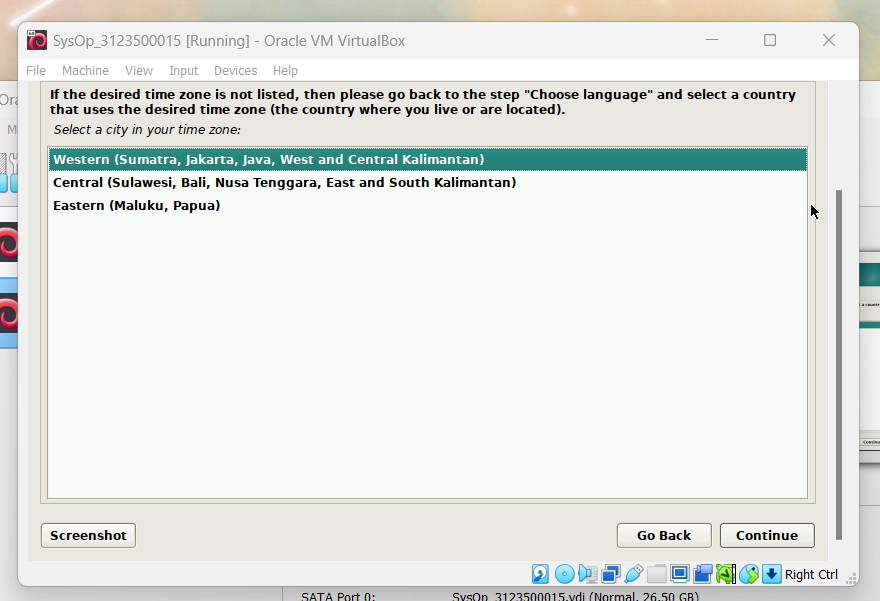 SysOp_3123500015 [Running] - Oracle VM VirtualBox
File Machine View Input Devices Help
If the desired time zone is not listed, then please go back to the step "Choose language" and select a country
that uses the desired time zone (the country where you live or are located).
Select a city in your time zone:
Western (Sumatra, Jakarta, Java, West and Central Kalimantan)
Central (Sulawesi, Bali, Nusa Tenggara, East and South Kalimantan)
Eastern (Maluku, Papua)
Screenshot
Go Back
Continue
Right Ctrl
SATA Port 0: SysOp_3123500015.vdi (Normal, 26,50 GB)